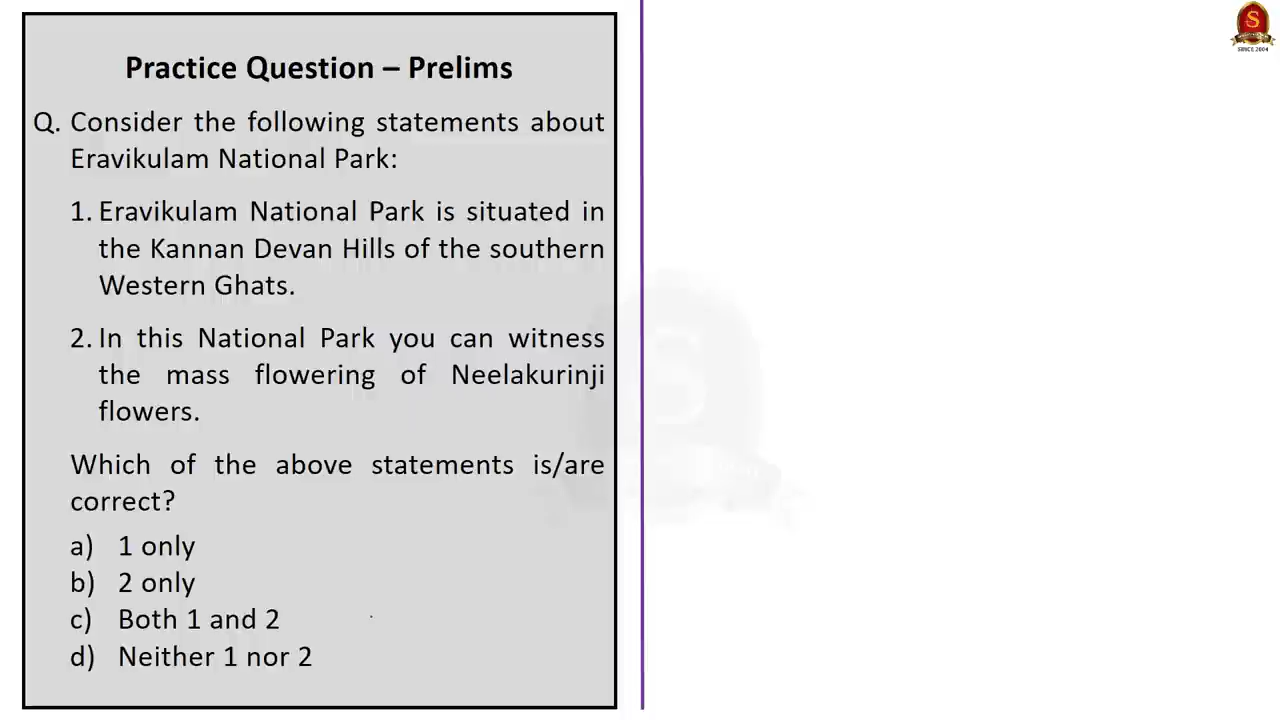 Practice Question – Prelims
Q. Consider the following statements about
Eravikulam National Park:
1. Eravikulam National Park is situated in
the Kannan Devan Hills of the southern
Western Ghats.
2. In this National Park you can witness
the mass flowering of Neelakurinji
flowers.
Which of the above statements is/are
correct?
a) 1 only
b) 2 only
c) Both 1 and 2
d) Neither 1 nor 2
S
SINCE 2004